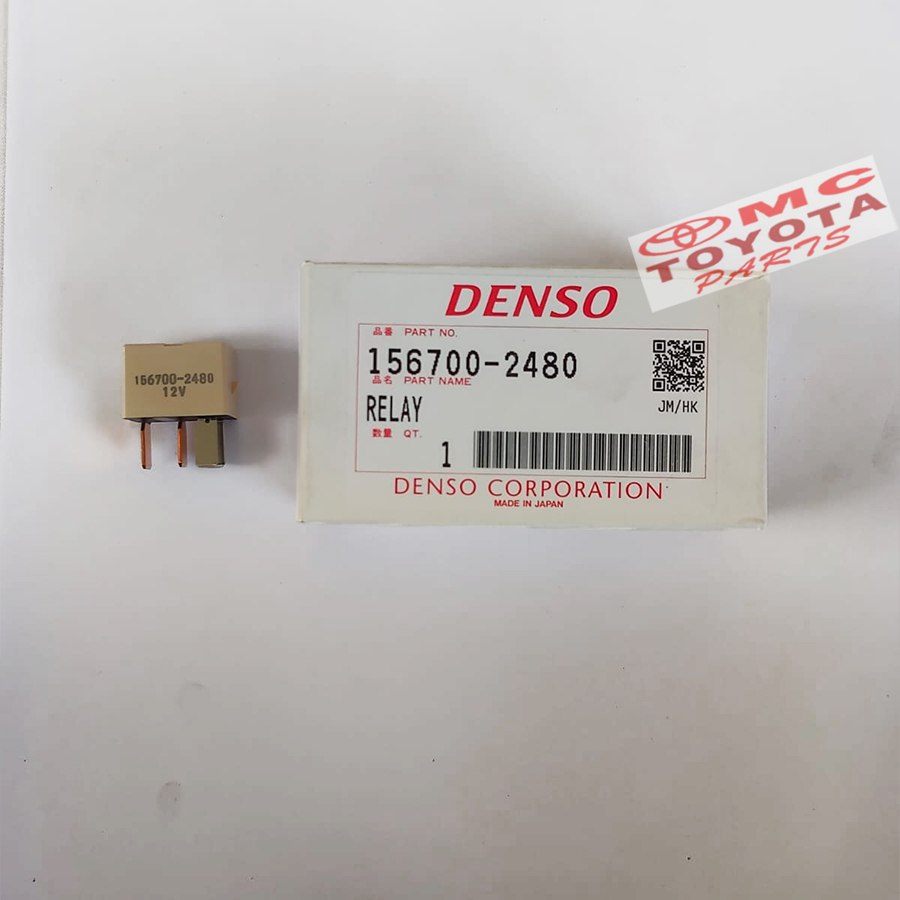 MC
TOYOTA
PARTS
DENSO
品番 PART NO.
156700-2480
品名 PART NAME
RELAY
JM/HK
数量 QT.
1
DENSO CORPORATION
MADE IN JAPAN
156700-2480
12V